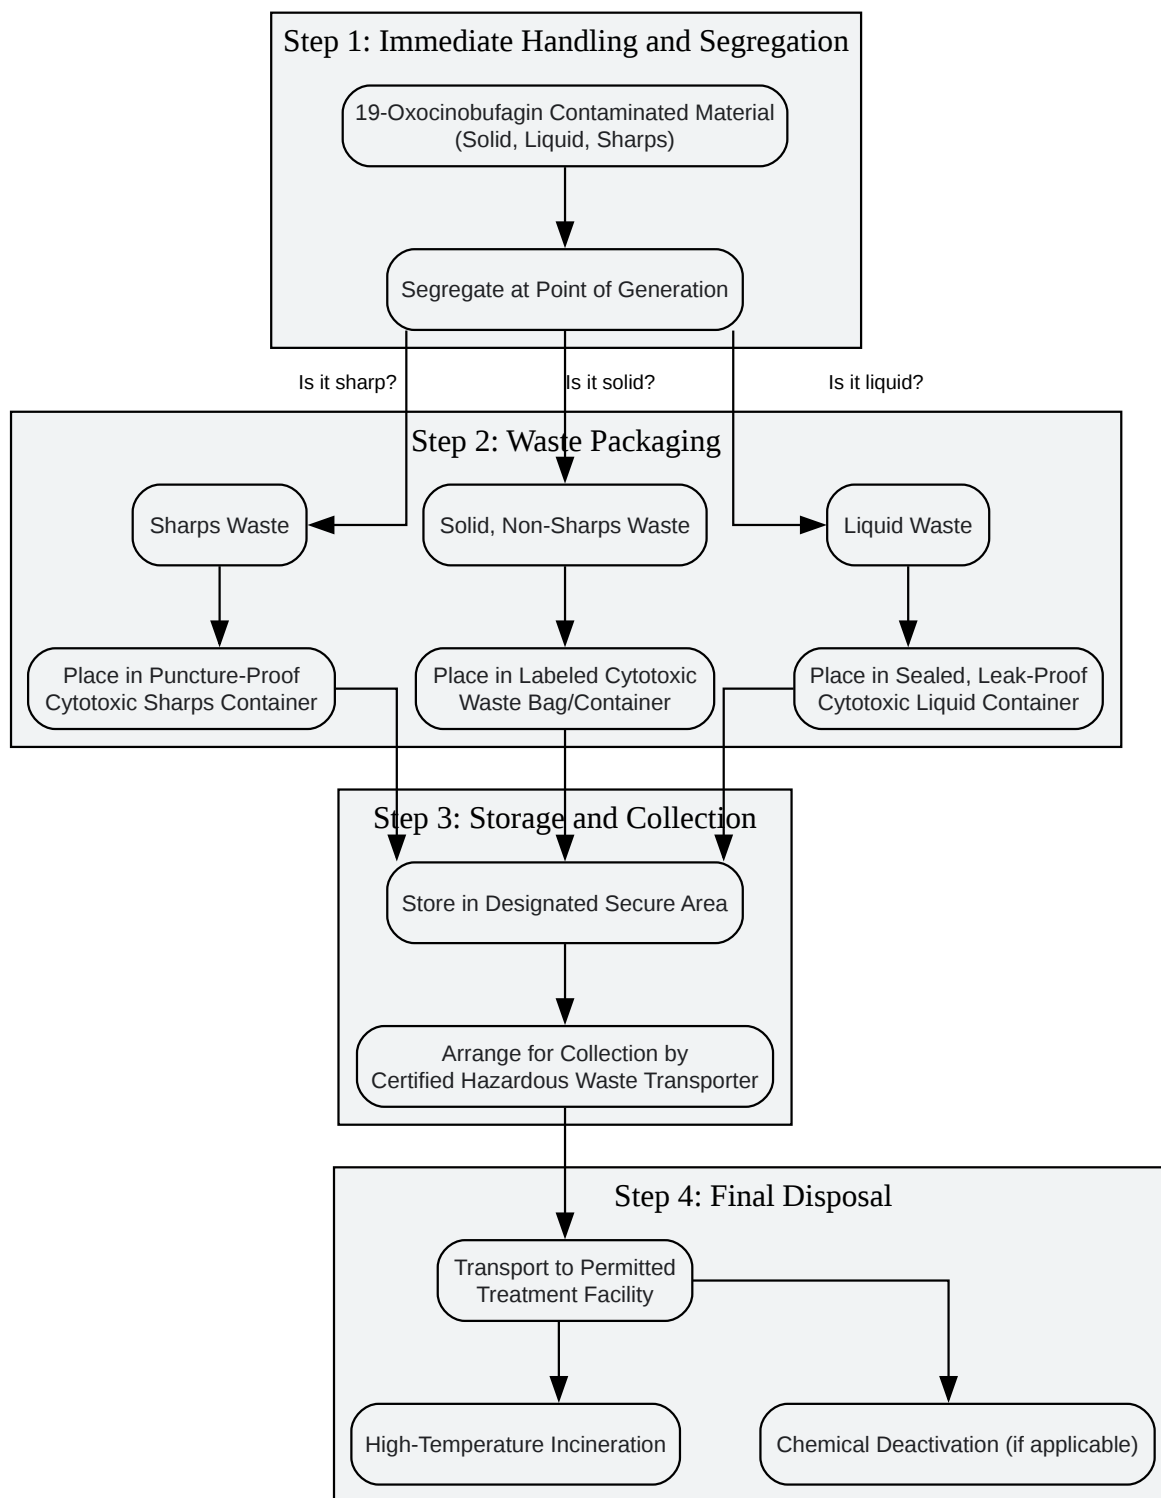 Step 1: Immediate Handling and Segregation
19-Oxocinobufagin Contaminated Material
(Solid, Liquid, Sharps)
Segregate at Point of Generation
Is it sharp?
Is it solid?
Is it liquid?
Step 2: Waste Packaging
Sharps Waste
Solid, Non-Sharps Waste
Liquid Waste
Place in Puncture-Proof
Cytotoxic Sharps Container
Place in Labeled Cytotoxic
Waste Bag/Container
Place in Sealed, Leak-Proof
Cytotoxic Liquid Container
Step 3: Storage and Collection
Store in Designated Secure Area
Arrange for Collection by
Certified Hazardous Waste Transporter
Step 4: Final Disposal
Transport to Permitted
Treatment Facility
High-Temperature Incineration
Chemical Deactivation (if applicable)